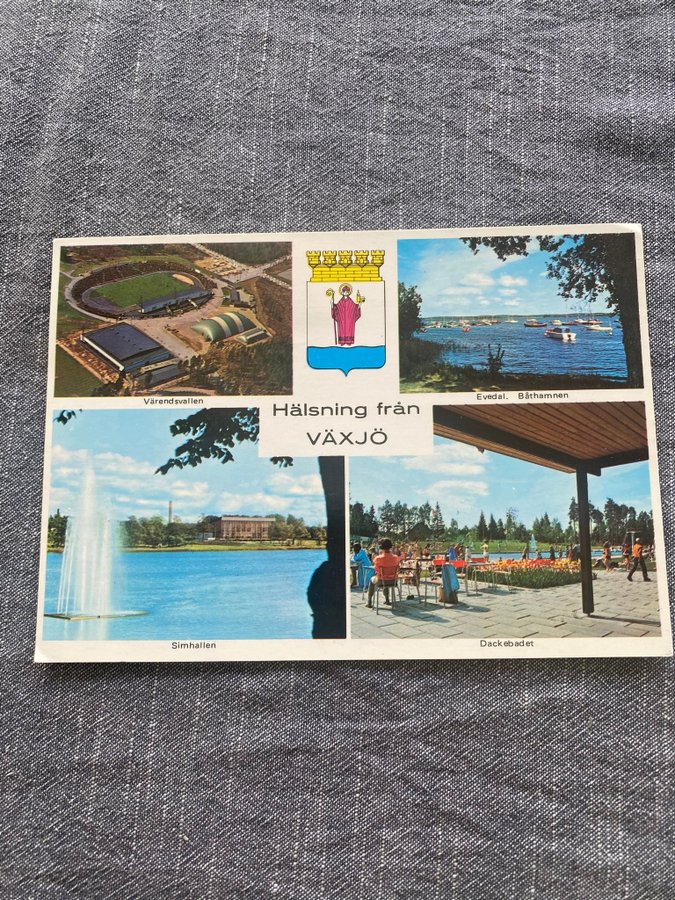 Värendsvallen
Evedal. Båthamnen
Hälsning från
VÄXJÖ
Simhallen
Dackebadet